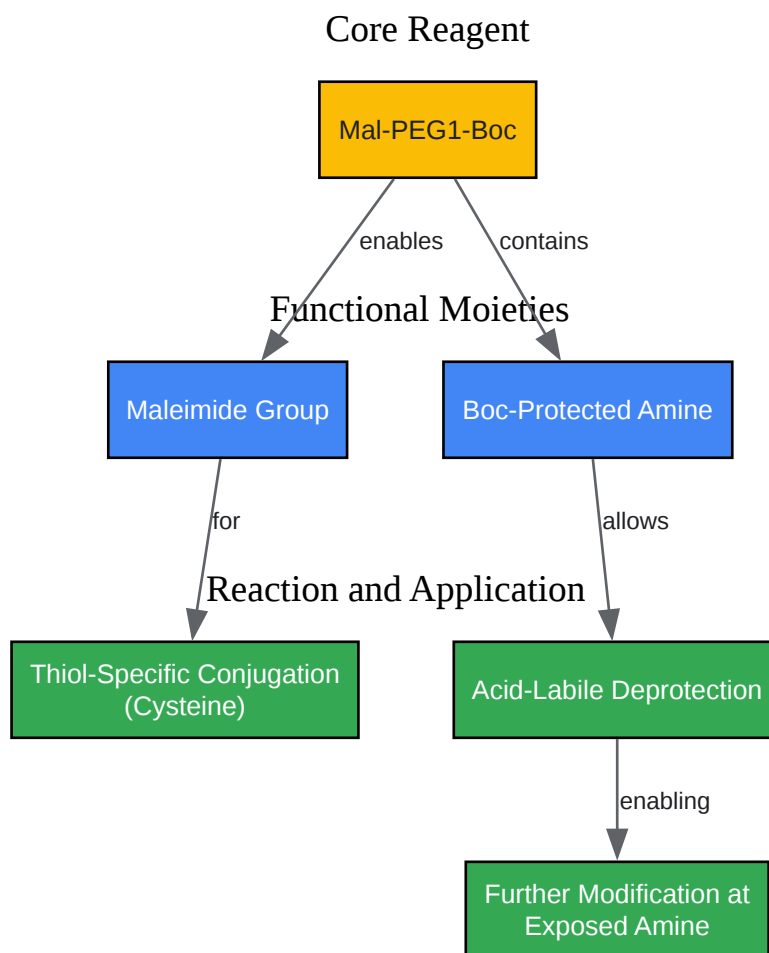 Core Reagent
Mal-PEG1-Boc
enables
contains
Functional Moieties
Maleimide Group
Boc-Protected Amine
for
allows
Reaction and Application
Thiol-Specific Conjugation
(Cysteine)
Acid-Labile Deprotection
enabling
Further Modification at
Exposed Amine